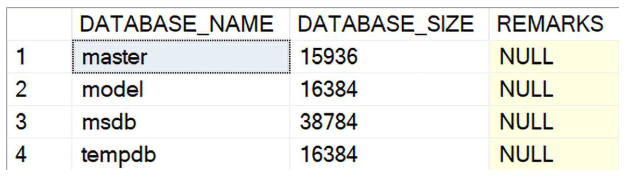 DATABASE_NAME DATABASE_SIZE REMARKS
1 master 15936 NULL
2 model 16384 NULL
3 msdb 38784 NULL
4 tempdb 16384 NULL